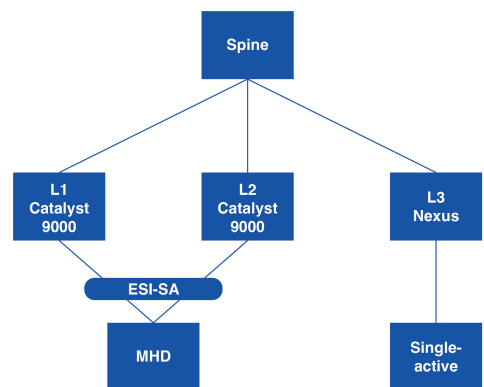 Spine
L1
Catalyst
9000
L2
Catalyst
9000
L3
Nexus
ESI-SA
MHD
Single-
active